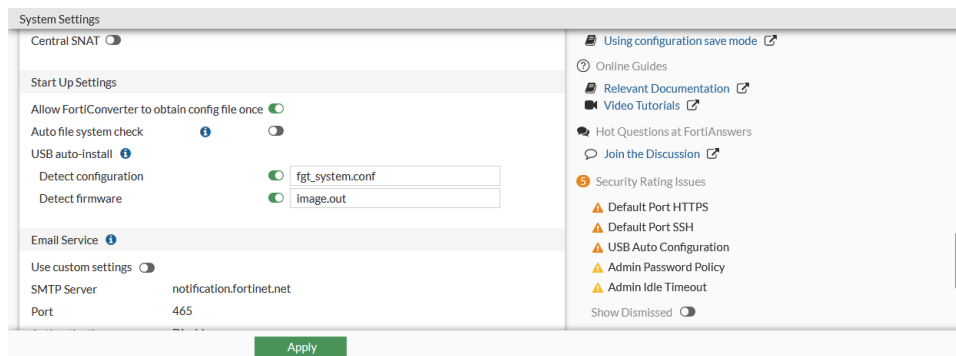 System Settings
Central SNAT
Start Up Settings
Allow FortiConverter to obtain config file once
Auto file system check
USB auto-install
Detect configuration fgt_system.conf
Detect firmware image.out
Email Service
Use custom settings
SMTP Server notification.fortinet.net
Port 465
Apply
Using configuration save mode
Online Guides
Relevant Documentation
Video Tutorials
Hot Questions at FortiAnswers
Join the Discussion
5 Security Rating Issues
Default Port HTTPS
Default Port SSH
USB Auto Configuration
Admin Password Policy
Admin Idle Timeout
Show Dismissed